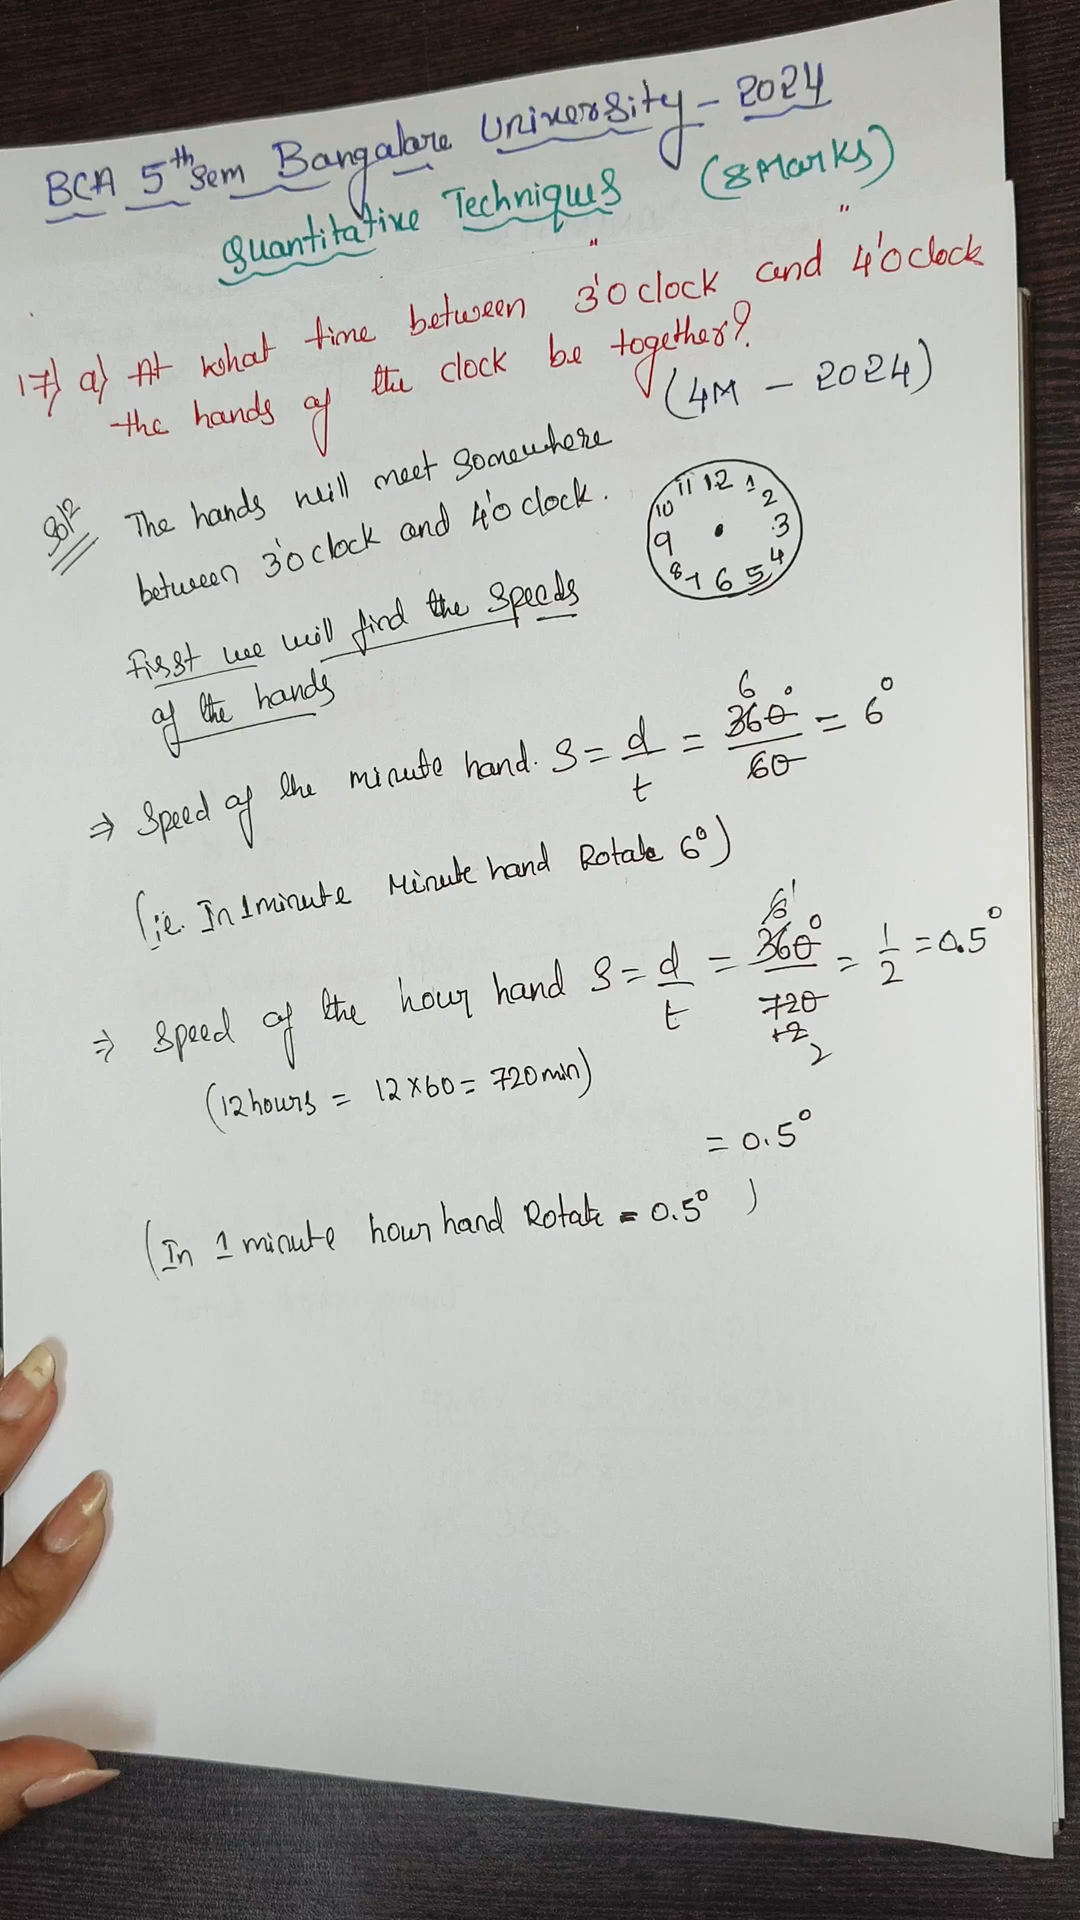 BCA 5th Sem Bangalore University - 2024
Quantitative Techniques (8 Marks)
" "
17) a) At what time between 3'o clock and 4'o clock
the hands of the clock be together?
(4M - 2024)
Soln The hands will meet somewhere
between 3'o clock and 4'o clock.
11 12 1
10 2
9 3
8 7 6 5 4
First we will find the speeds
of the hands
⇒ Speed of the minute hand. S = d/t = 360°/60 = 6°
6
(i.e. In 1 minute Minute hand Rotate 6°)
⇒ Speed of the hour hand S = d/t = 360°/720 = 1/2 = 0.5°
6 1
12
2
(12 hours = 12 × 60 = 720 min)
= 0.5°
(In 1 minute hour hand Rotate = 0.5° )